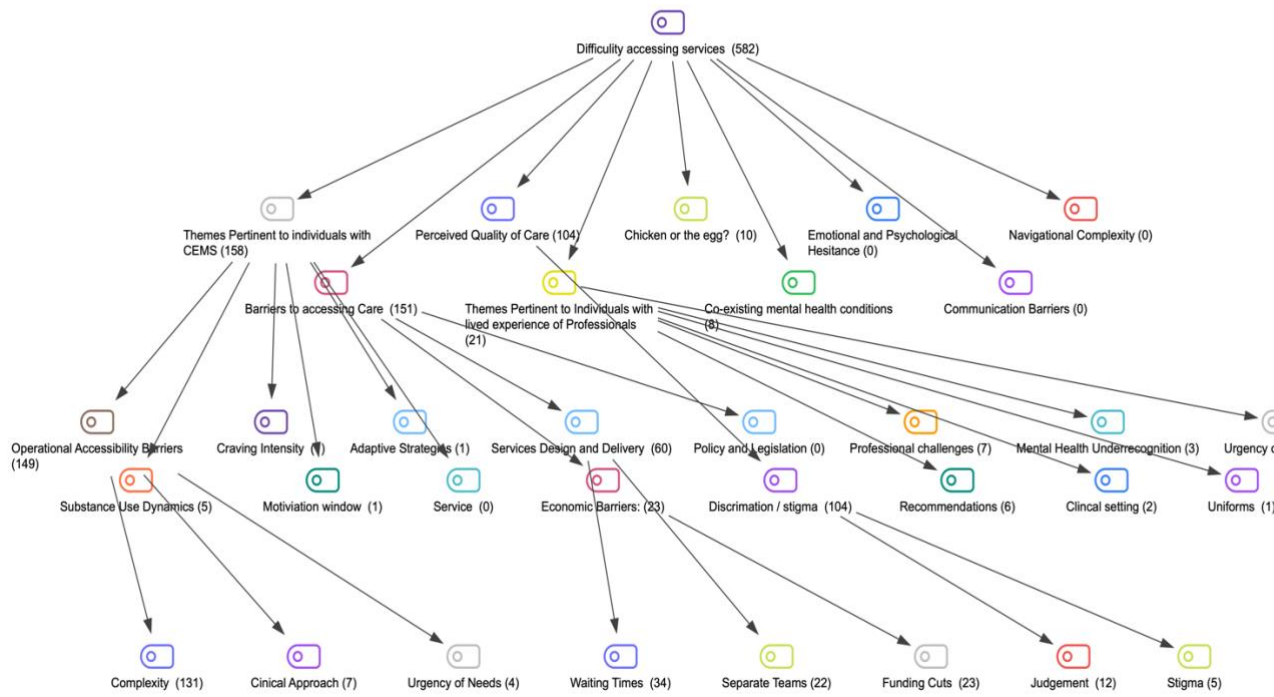 Difficulity accessing services (582)
Themes Pertinent to individuals with
CEMS (158)
Perceived Quality of Care (104)
Chicken or the egg? (10)
Emotional and Psychological
Hesitance (0)
Navigational Complexity (0)
Barriers to accessing Care (151)
Themes Pertinent to Individuals with
lived experience of Professionals
(21)
Co-existing mental health conditions
(8)
Communication Barriers (0)
Operational Accessibility Barriers
(149)
Craving Intensity
Adaptive Strategies (1)
Services Design and Delivery (60)
Policy and Legislation (0)
Professional challenges (7)
Mental Health Underrecognition (3)
Urgency
Substance Use Dynamics (5)
Motiviation window (1)
Service (0)
Economic Barriers: (23)
Discrimation / stigma (104)
Recommendations (6)
Clincal setting (2)
Uniforms (1)
Complexity (131)
Cinical Approach (7)
Urgency of Needs (4)
Waiting Times (34)
Separate Teams (22)
Funding Cuts (23)
Judgement (12)
Stigma (5)